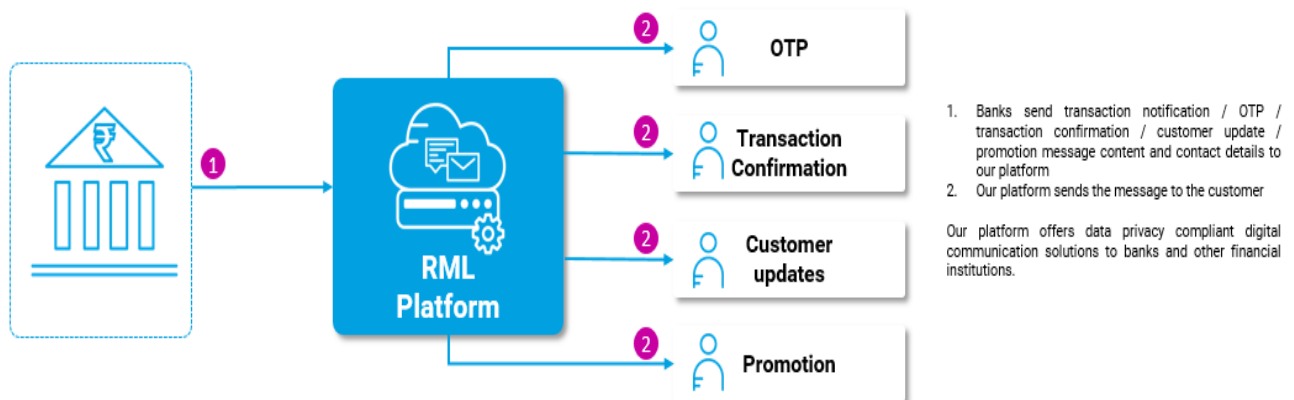 ₹
1
RML
Platform
2
OTP
2
Transaction
Confirmation
2
Customer
updates
2
Promotion
1. Banks send transaction notification / OTP /
transaction confirmation / customer update /
promotion message content and contact details to
our platform
2. Our platform sends the message to the customer
Our platform offers data privacy compliant digital
communication solutions to banks and other financial
institutions.